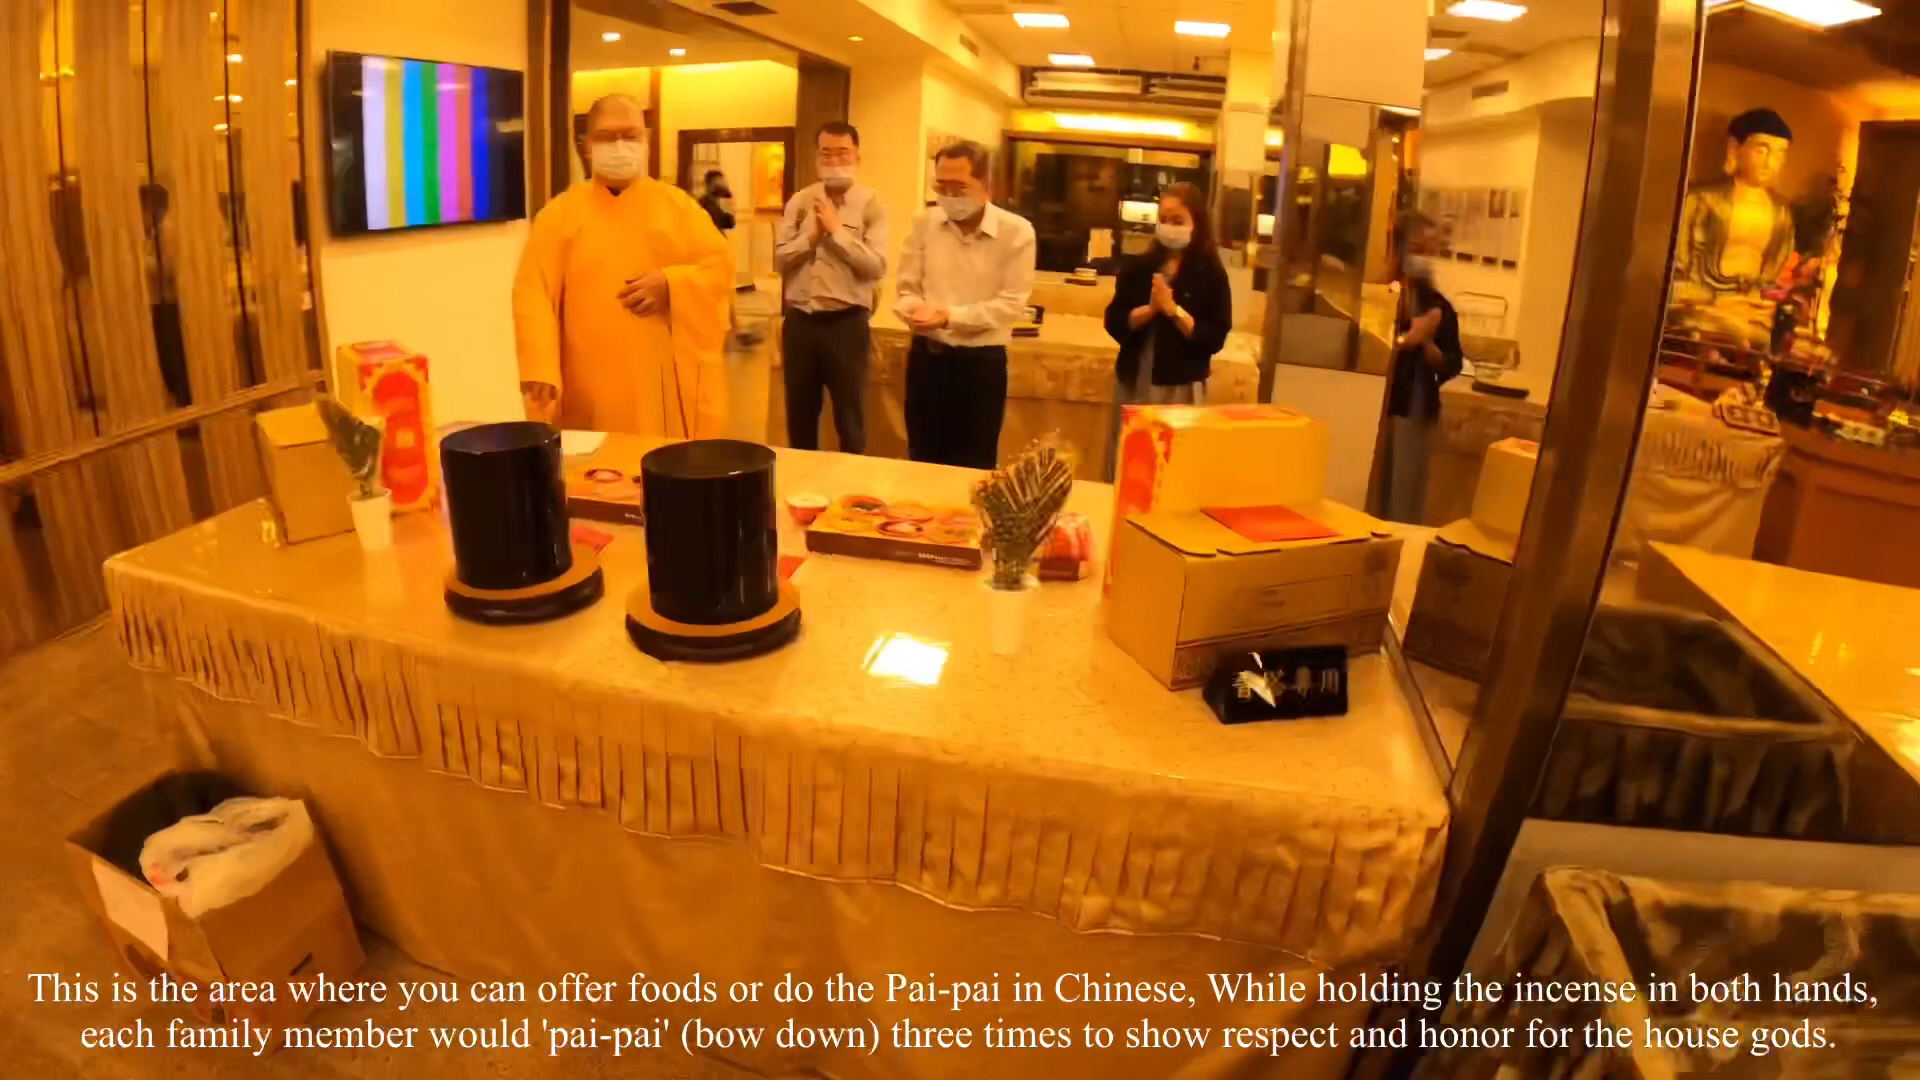 This is the area where you can offer foods or do the Pai-pai in Chinese, While holding the incense in both hands,
each family member would 'pai-pai' (bow down) three times to show respect and honor for the house gods.